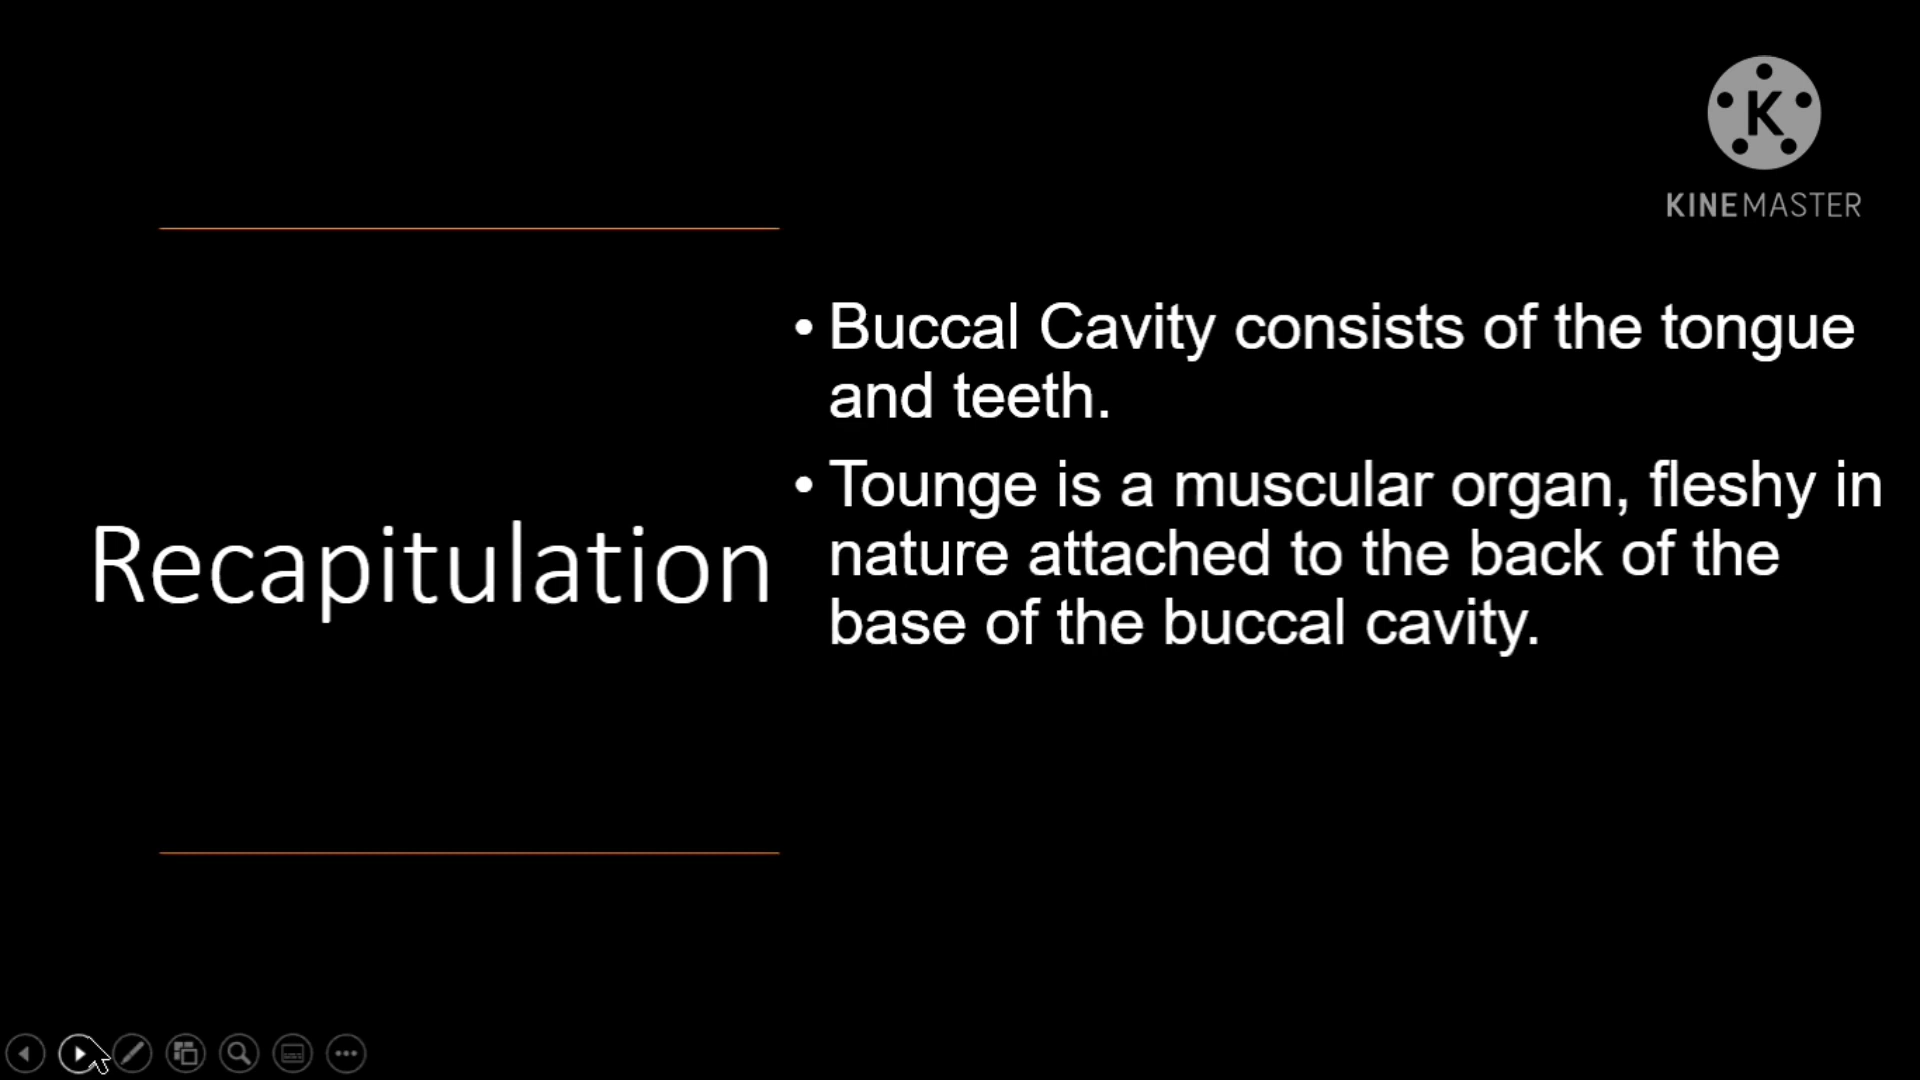 K
KINEMASTER
Recapitulation
• Buccal Cavity consists of the tongue
and teeth.
• Tounge is a muscular organ, fleshy in
nature attached to the back of the
base of the buccal cavity.